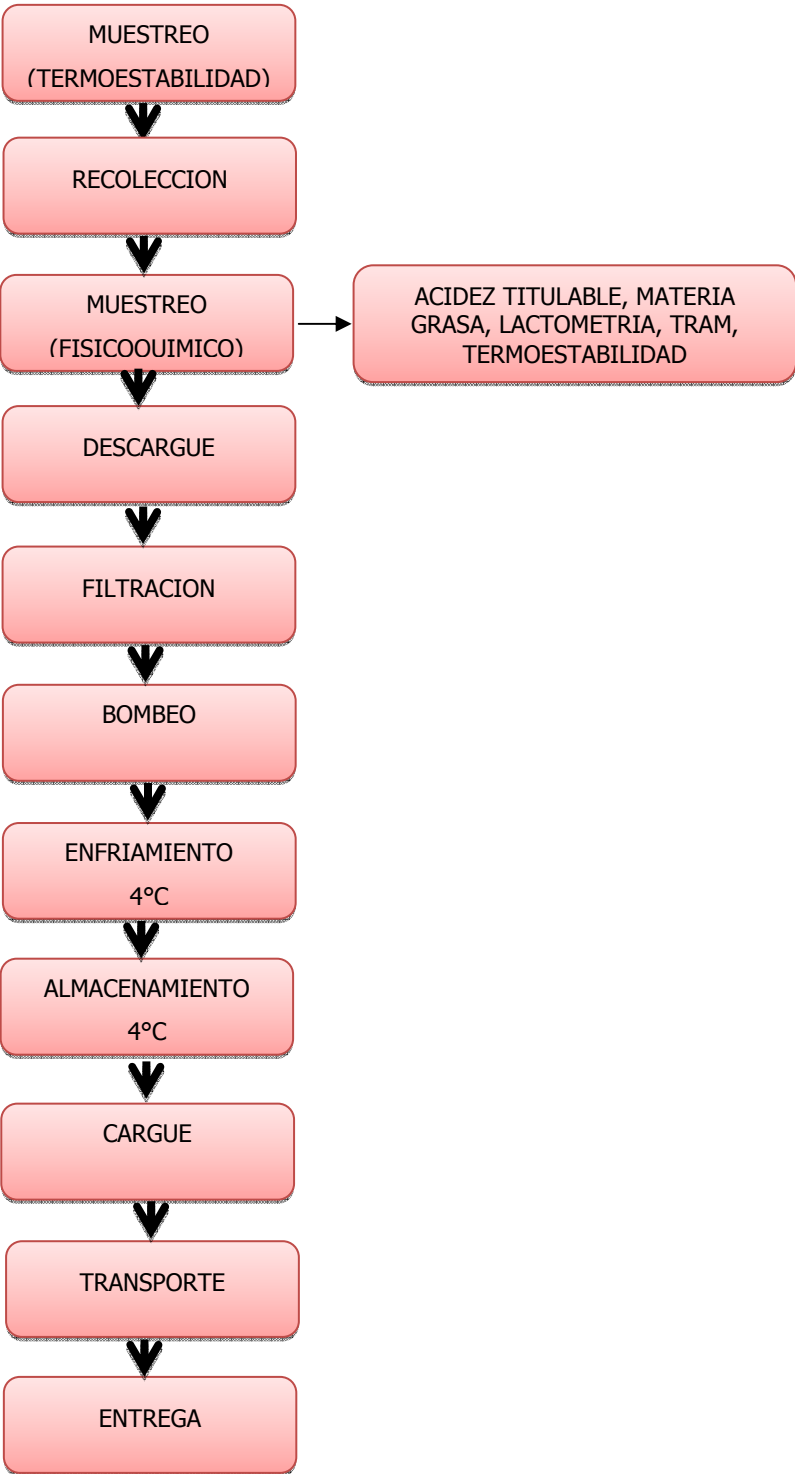 MUESTREO
(TERMOESTABILIDAD)
RECOLECCION
MUESTREO
(FISICOQUIMICO)
ACIDEZ TITULABLE, MATERIA
GRASA, LACTOMETRIA, TRAM,
TERMOESTABILIDAD
DESCARGUE
FILTRACION
BOMBEO
ENFRIAMIENTO
4°C
ALMACENAMIENTO
4°C
CARGUE
TRANSPORTE
ENTREGA